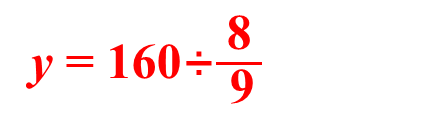 y = 160 ÷ 8/9